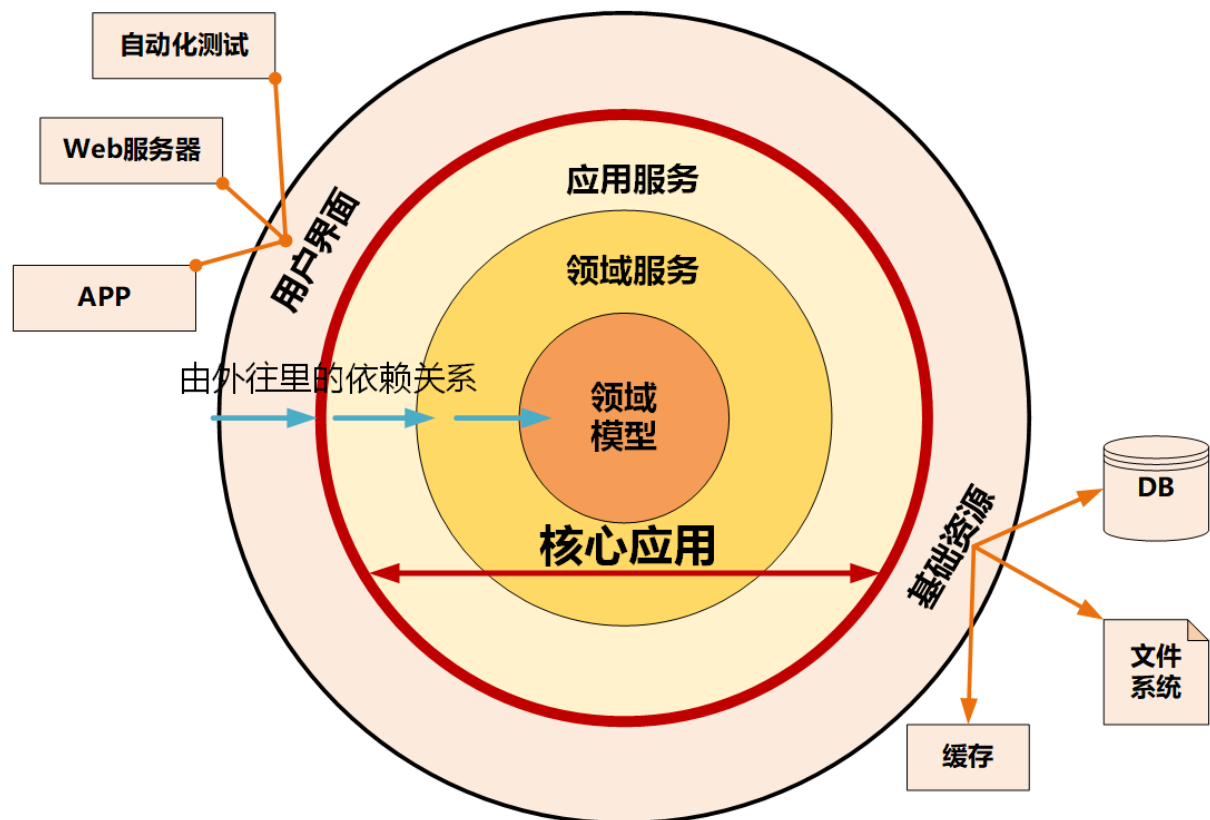 自动化测试
Web服务器
APP
用户界面
应用服务
领域服务
由外往里的依赖关系
领域
模型
核心应用
基础资源
DB
文件
系统
缓存